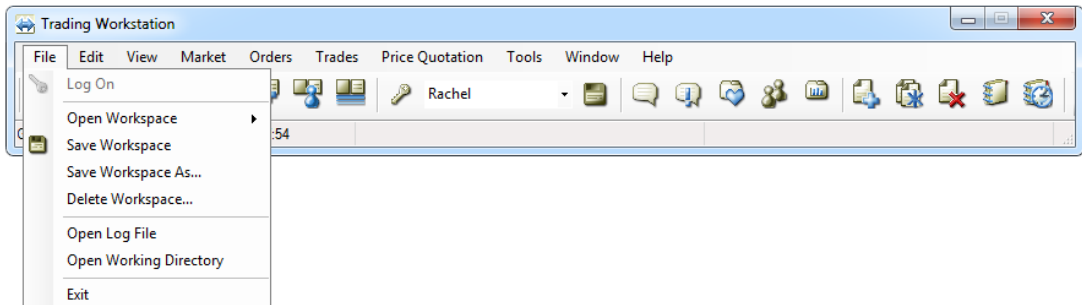 Trading Workstation
File Edit View Market Orders Trades Price Quotation Tools Window Help
Log On
Rachel
Open Workspace
:54
Save Workspace
Save Workspace As...
Delete Workspace...
Open Log File
Open Working Directory
Exit